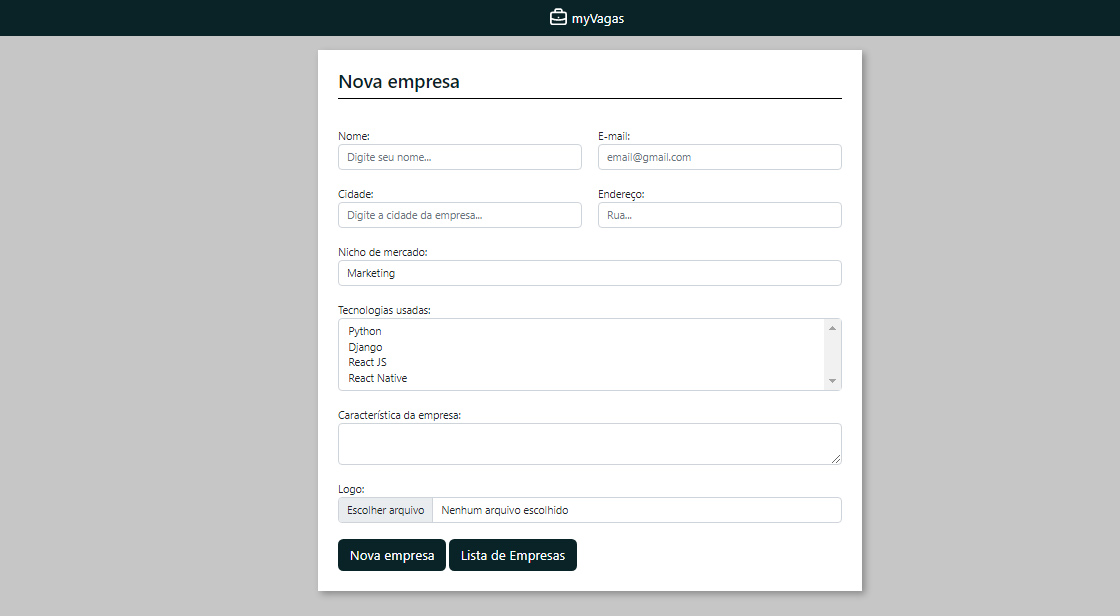 myVagas
Nova empresa
Nome: E-mail:
Digite seu nome... email@gmail.com
Cidade: Endereço:
Digite a cidade da empresa... Rua...
Nicho de mercado:
Marketing
Tecnologias usadas:
Python
Django
React JS
React Native
Característica da empresa:
Logo:
Escolher arquivo Nenhum arquivo escolhido
Nova empresa Lista de Empresas